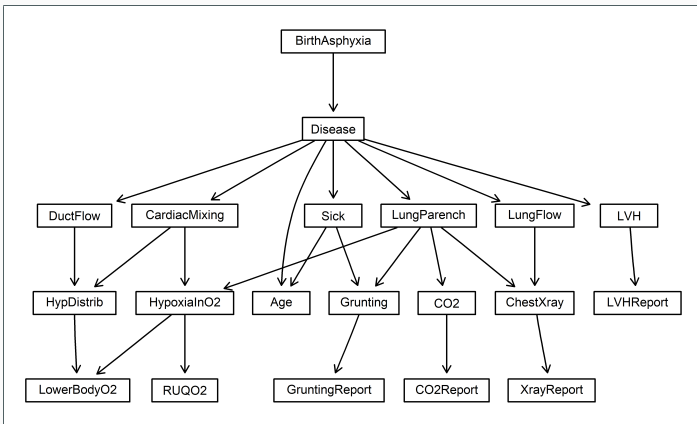 BirthAsphyxia
Disease
DuctFlow
CardiacMixing
Sick
LungParench
LungFlow
LVH
HypDistrib
HypoxiaInO2
Age
Grunting
CO2
ChestXray
LVHReport
LowerBodyO2
RUQO2
GruntingReport
CO2Report
XrayReport